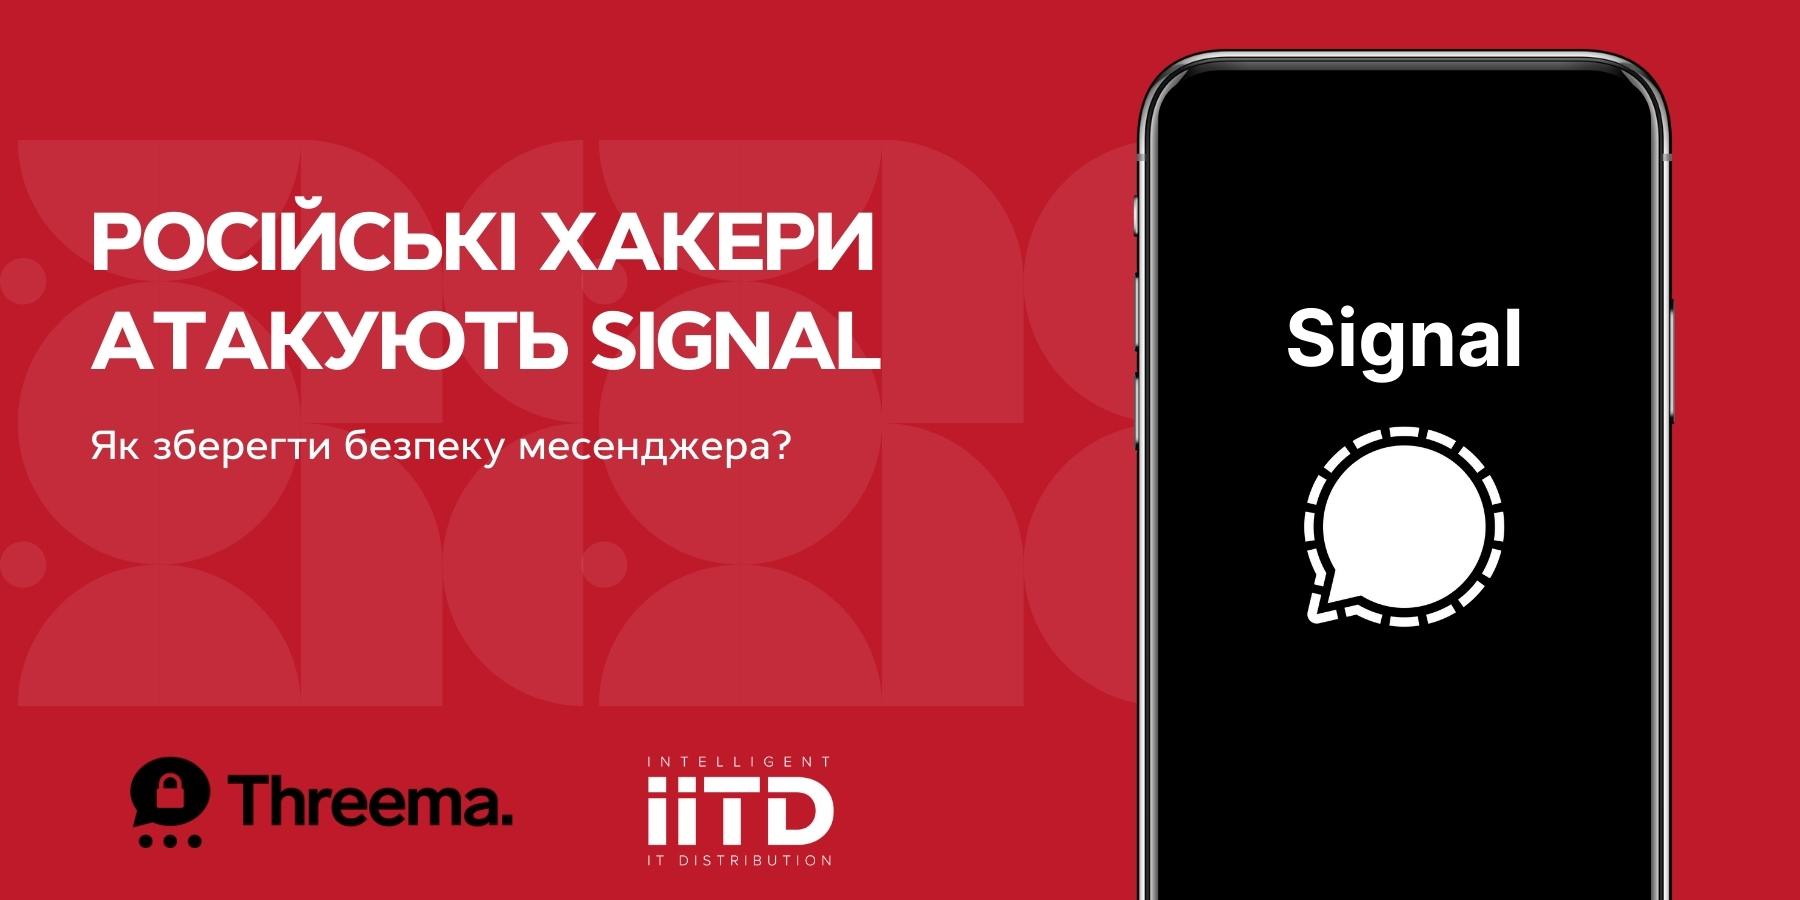 РОСІЙСЬКІ ХАКЕРИ
АТАКУЮТЬ SIGNAL
Як зберегти безпеку месенджера?
Threema.
INTELLIGENT
iiTD
IT DISTRIBUTION
Signal